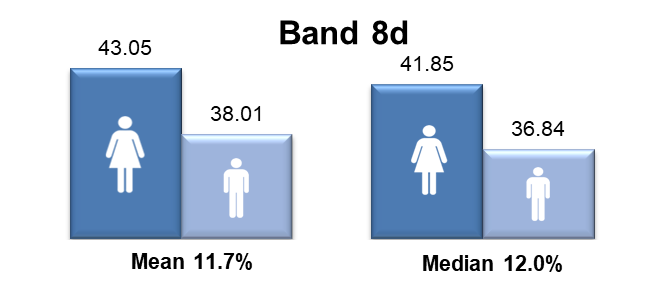 Band 8d
43.05
38.01
41.85
36.84
Mean 11.7%
Median 12.0%